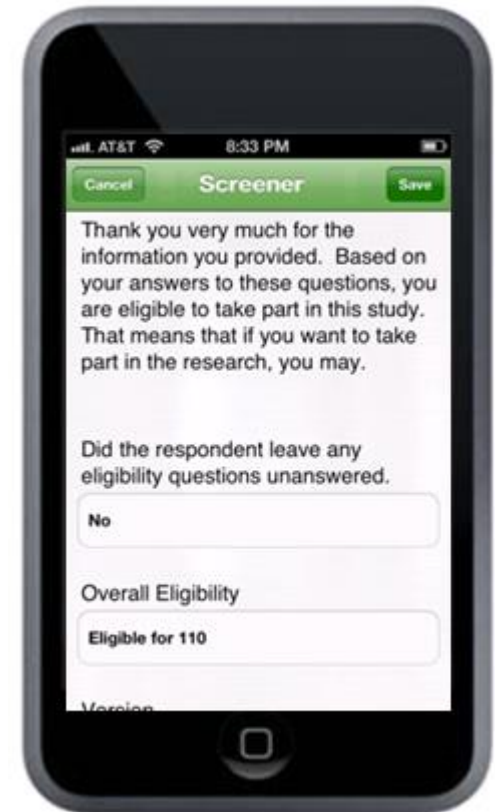 AT&T 8:33 PM
Cancel Screener Save
Thank you very much for the
information you provided. Based on
your answers to these questions, you
are eligible to take part in this study.
That means that if you want to take
part in the research, you may.
Did the respondent leave any
eligibility questions unanswered.
No
Overall Eligibility
Eligible for 110
Version